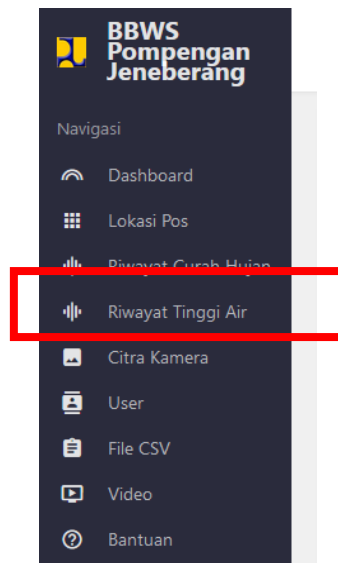 BBWS
Pompengan
Jeneberang
Navigasi
Dashboard
Lokasi Pos
Riwayat Curah Hujan
Riwayat Tinggi Air
Citra Kamera
User
File CSV
Video
Bantuan